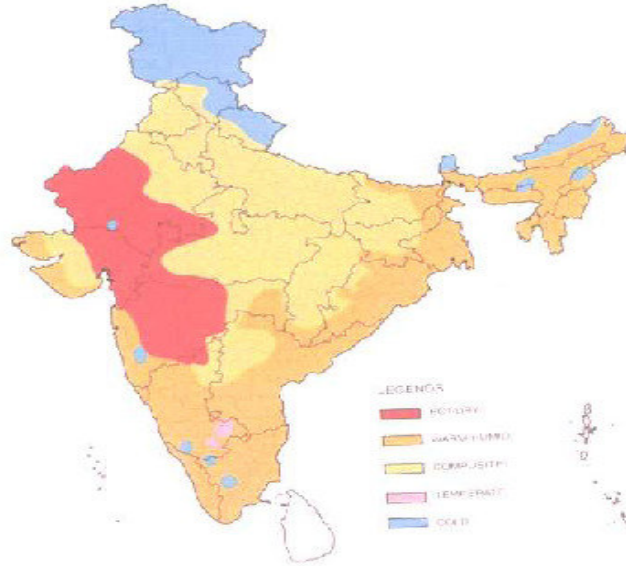 LEGENDS
HOT-DRY
WARM-HUMID
COMPOSITE
TEMPERATE
COLD